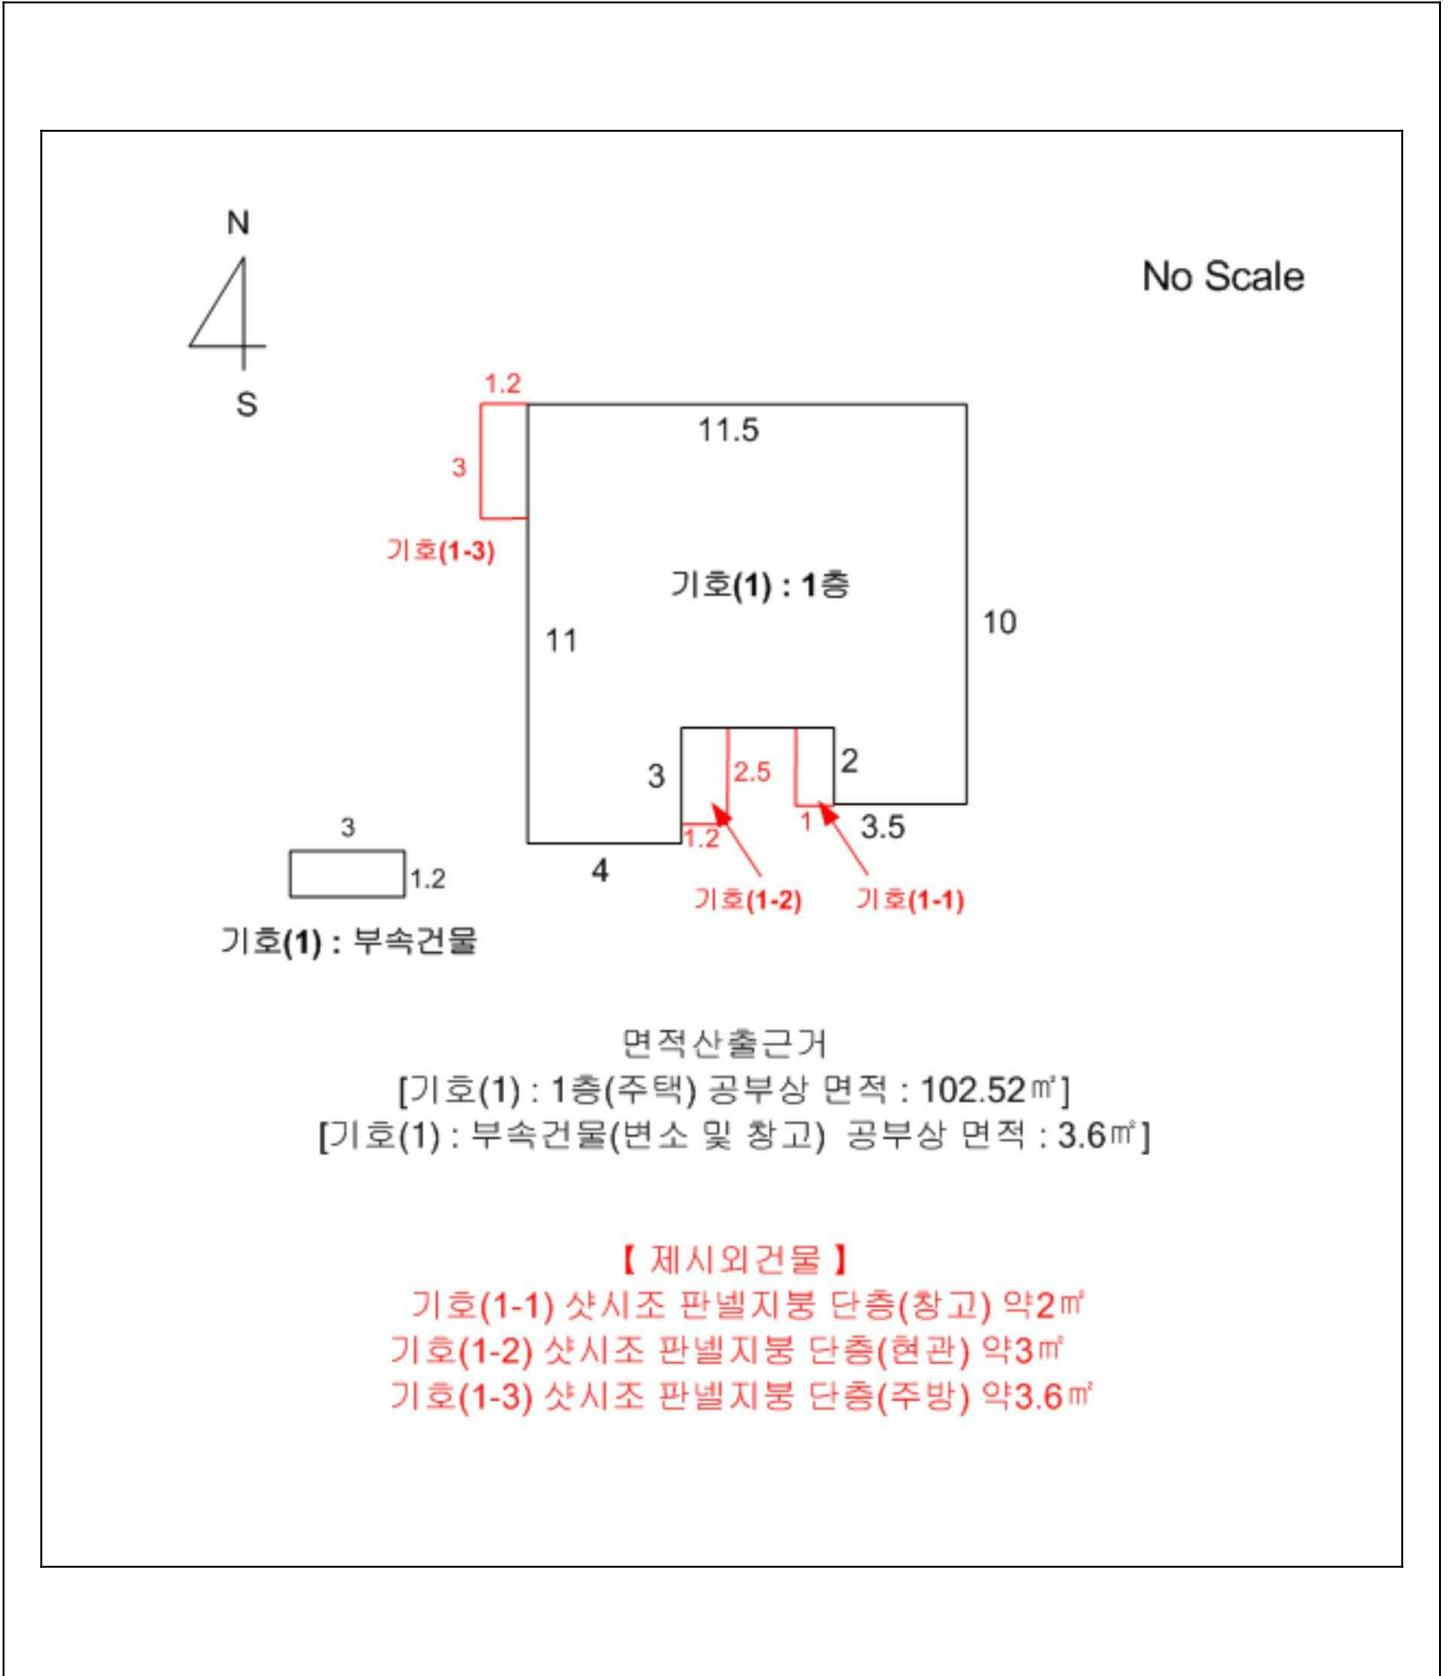 N
No Scale
S
1.2
11.5
3
기호(1-3)
기호(1) : 1층
10
11
3
2.5
2
1.2
1
3.5
4
3
1.2
기호(1-2)
기호(1-1)
기호(1) : 부속건물
면적산출근거
[기호(1) : 1층(주택) 공부상 면적 : 102.52㎡]
[기호(1) : 부속건물(변소 및 창고) 공부상 면적 : 3.6㎡]
【 제시외건물 】
기호(1-1) 샷시조 판넬지붕 단층(창고) 약2㎡
기호(1-2) 샷시조 판넬지붕 단층(현관) 약3㎡
기호(1-3) 샷시조 판넬지붕 단층(주방) 약3.6㎡